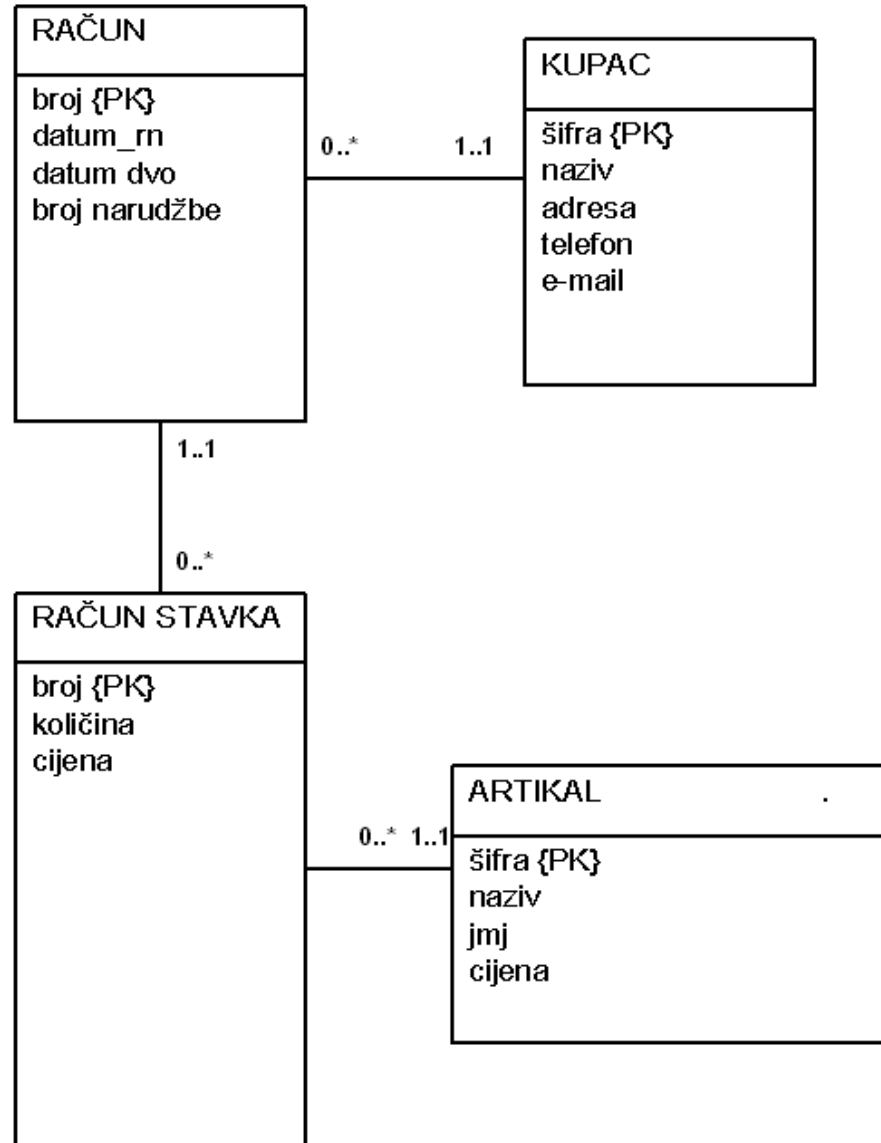 RAČUN
broj {PK}
datum_rn
datum dvo
broj narudžbe
0..* 1..1
KUPAC
šifra {PK}
naziv
adresa
telefon
e-mail
1..1
0..*
RAČUN STAVKA
broj {PK}
količina
cijena
0..* 1..1
ARTIKAL .
šifra {PK}
naziv
jmj
cijena